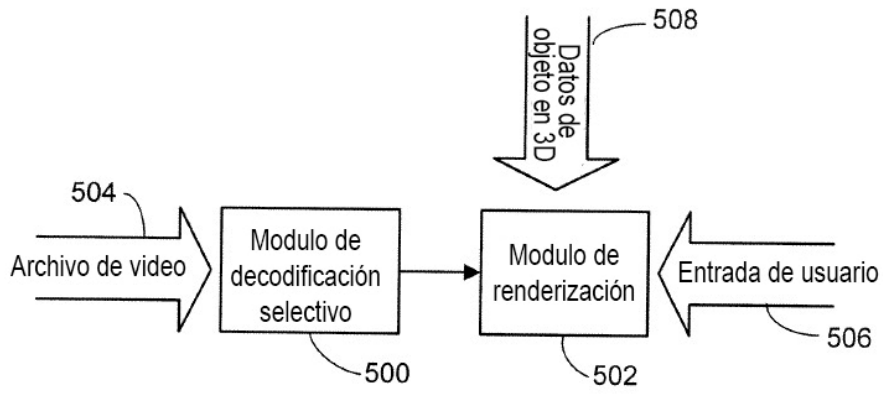 508
Datos de
objeto en 3D
504
Archivo de video
Modulo de
decodificación
selectivo
Modulo de
renderización
Entrada de usuario
506
500
502